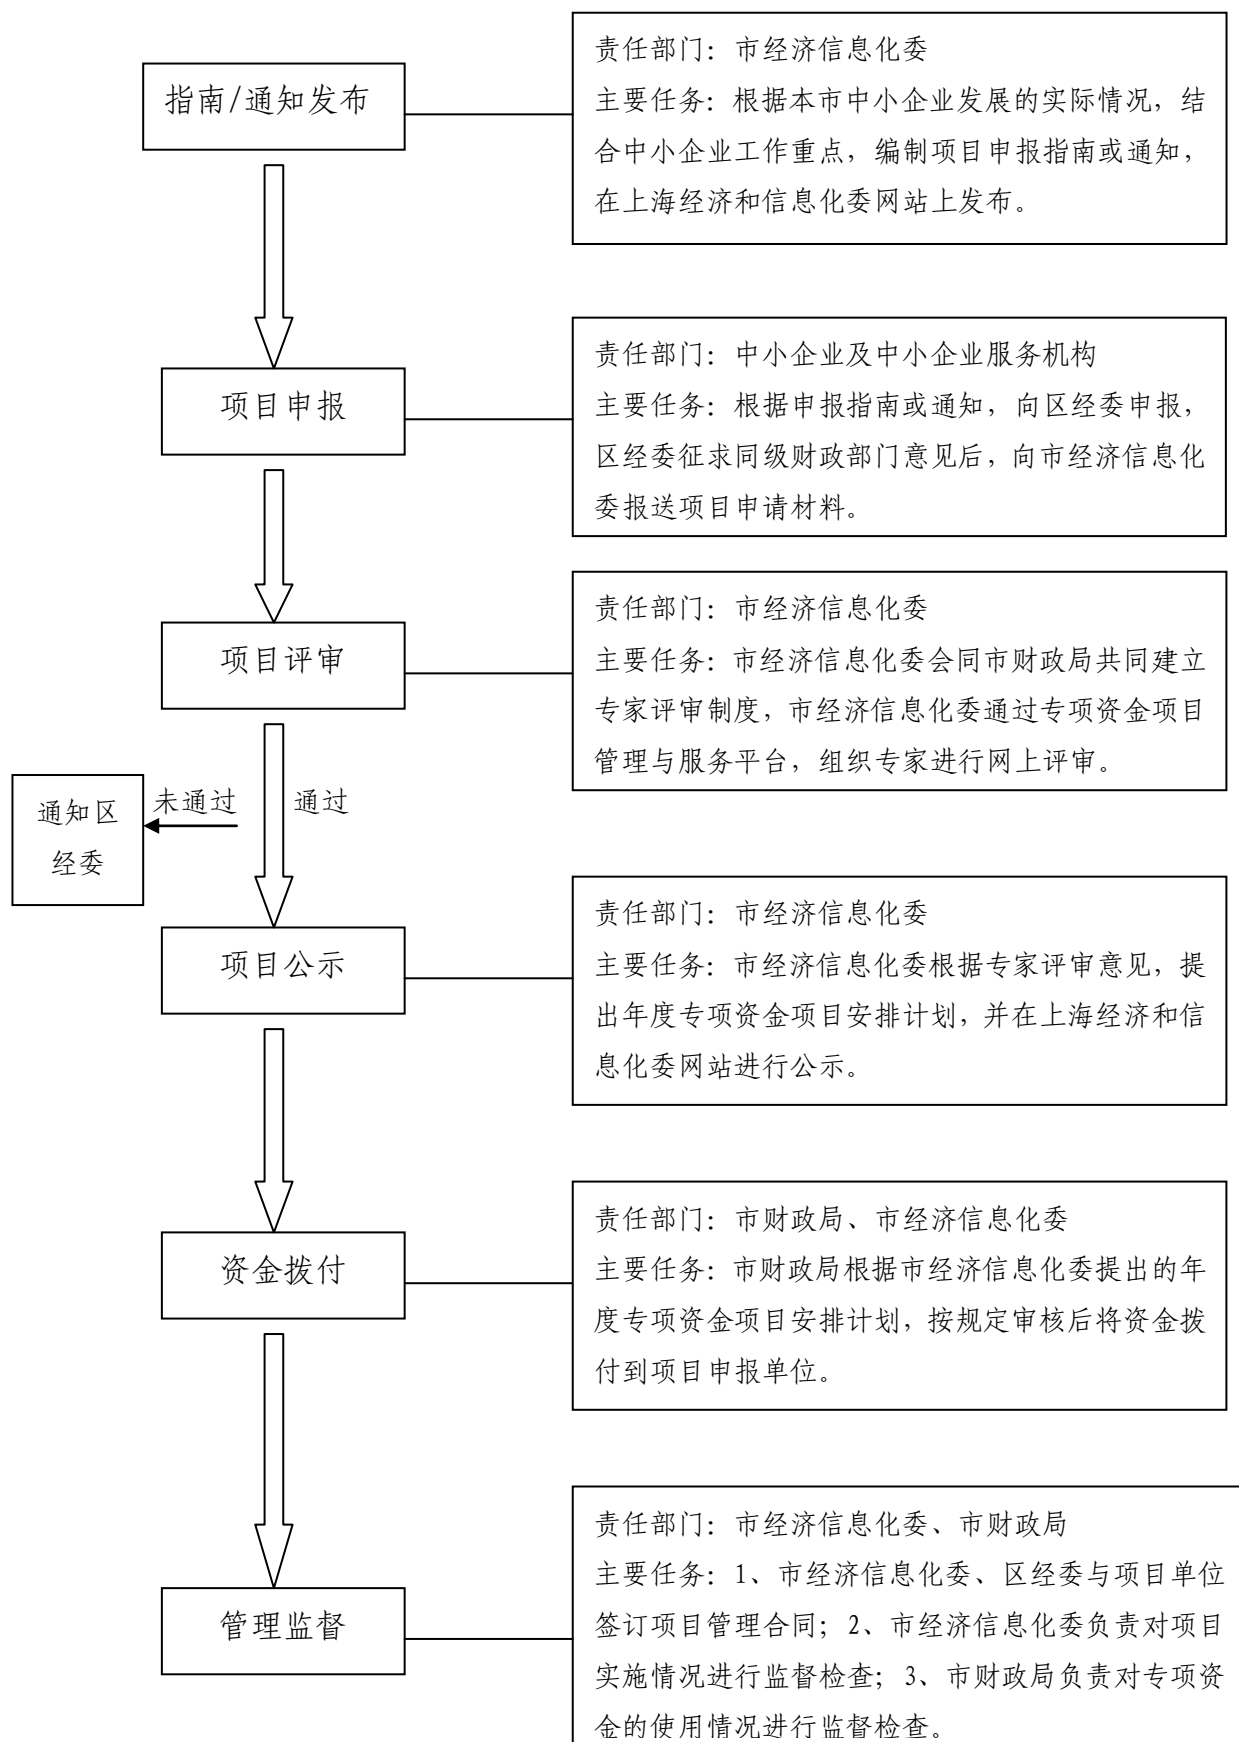 指南/通知发布
责任部门：市经济信息化委
主要任务：根据本市中小企业发展的实际情况，结
合中小企业工作重点，编制项目申报指南或通知，
在上海经济和信息化委网站上发布。
项目申报
责任部门：中小企业及中小企业服务机构
主要任务：根据申报指南或通知，向区经委申报，
区经委征求同级财政部门意见后，向市经济信息化
委报送项目申请材料。
项目评审
责任部门：市经济信息化委
主要任务：市经济信息化委会同市财政局共同建立
专家评审制度，市经济信息化委通过专项资金项目
管理与服务平台，组织专家进行网上评审。
通知区
经委
未通过
通过
项目公示
责任部门：市经济信息化委
主要任务：市经济信息化委根据专家评审意见，提
出年度专项资金项目安排计划，并在上海经济和信
息化委网站进行公示。
资金拨付
责任部门：市财政局、市经济信息化委
主要任务：市财政局根据市经济信息化委提出的年
度专项资金项目安排计划，按规定审核后将资金拨
付到项目申报单位。
管理监督
责任部门：市经济信息化委、市财政局
主要任务：1、市经济信息化委、区经委与项目单位
签订项目管理合同；2、市经济信息化委负责对项目
实施情况进行监督检查；3、市财政局负责对专项资
金的使用情况进行监督检查。